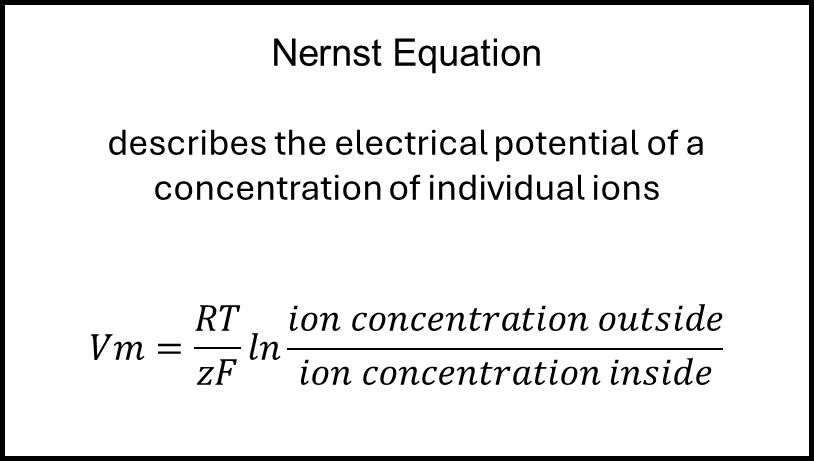 Nernst Equation
describes the electrical potential of a
concentration of individual ions
Vm = RT/zF ln ion concentration outside/ion concentration inside